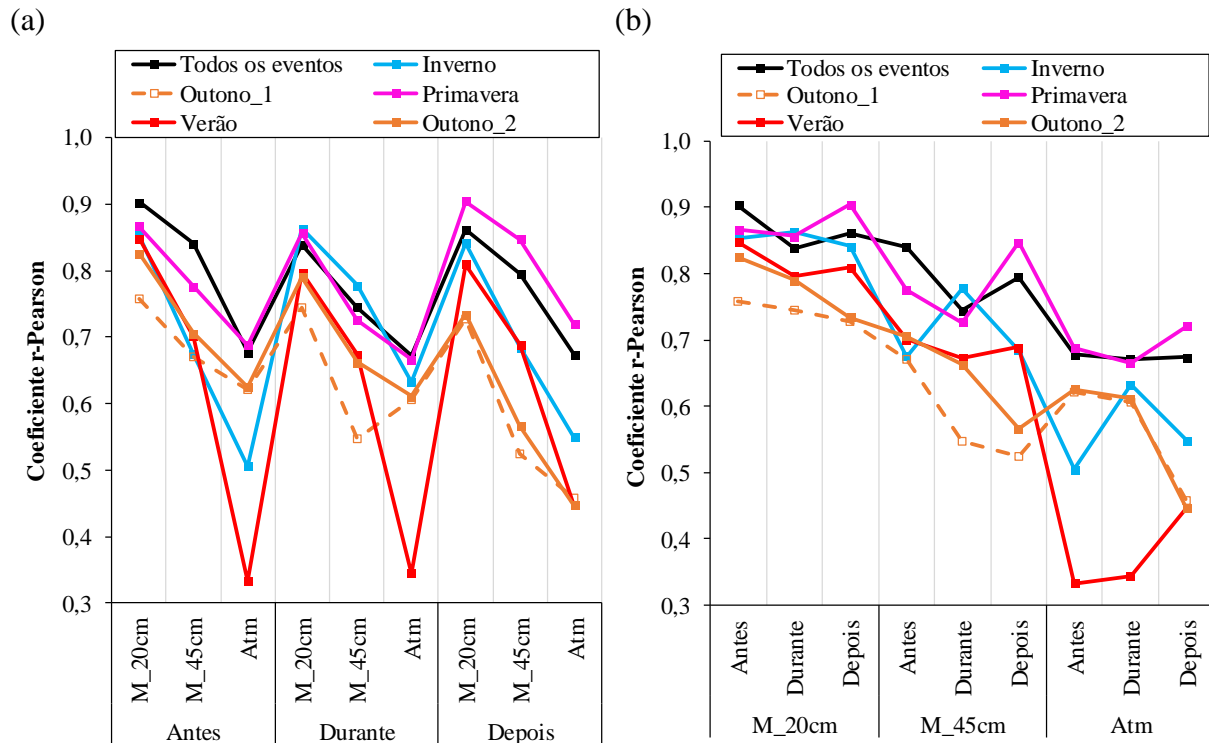 (a)
Todos os eventos Inverno
Outono_1 Primavera
Verão Outono_2
1,0
0,9
0,8
0,7
0,6
0,5
0,4
0,3
Coeficiente r-Pearson
M_20cm M_45cm Atm M_20cm M_45cm Atm M_20cm M_45cm Atm
Antes Durante Depois
(b)
Todos os eventos Inverno
Outono_1 Primavera
Verão Outono_2
1,0
0,9
0,8
0,7
0,6
0,5
0,4
0,3
Coeficiente r-Pearson
Antes Durante Depois Antes Durante Depois Antes Durante Depois
M_20cm M_45cm Atm